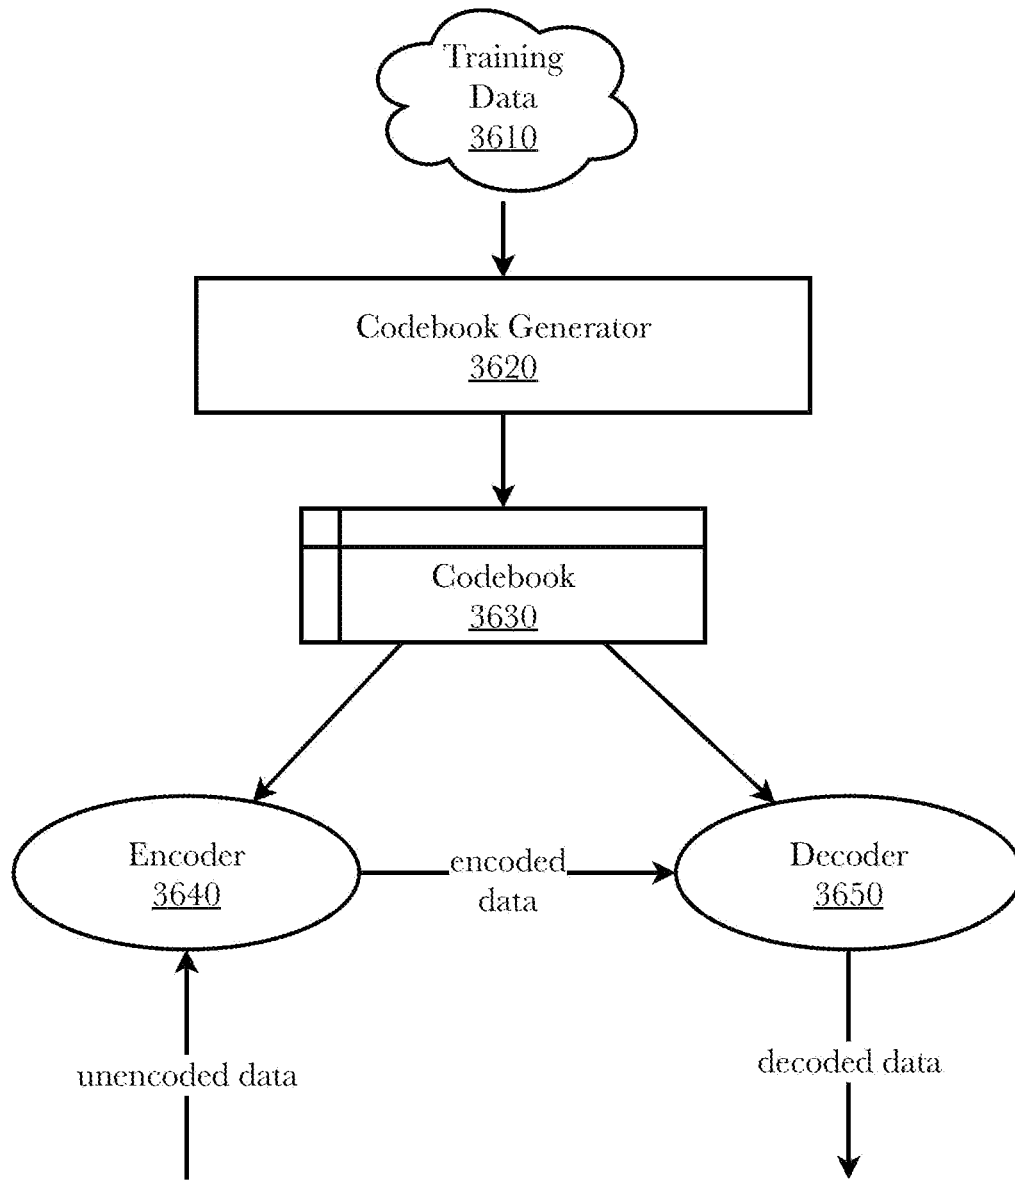 Training
Data
3610
Codebook Generator
3620
Codebook
3630
Encoder
3640
encoded
data
Decoder
3650
unencoded data
decoded data